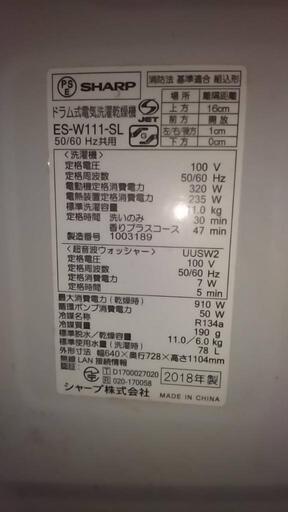 PS E SHARP
ドラム式電気洗濯乾燥機
ES-W111-SL
50/60 Hz共用
JET
消防法 基準適合 組込形
場所 離隔距離
上方 16cm
前方 開放
左/右/後方 1cm
下方 0cm
〈洗濯機〉
定格電圧 100 V
定格周波数 50/60 Hz
電動機定格消費電力 320 W
電熱装置定格消費電力 235 W
標準洗濯容量 11.0 kg
定格時間 洗いのみ 30 min
香りプラスコース 47 min
製造番号 1003189
〈超音波ウォッシャー〉 UUSW2
定格電圧 100 V
定格周波数 50/60 Hz
定格消費電力 7 W
定格時間 5 min
最大消費電力(乾燥時) 910 W
循環ポンプ消費電力 50 W
冷媒名称 R134a
冷媒質量 190 g
標準脱水/乾燥容量 11.0/6.0 kg
標準使用水量(洗濯時) 78 L
外形寸法 幅640×奥行728×高さ1104mm
無線 LAN 接続情報
認証: T D1700027020
R 020-170058
2018年製
シャープ株式会社 MADE IN CHINA